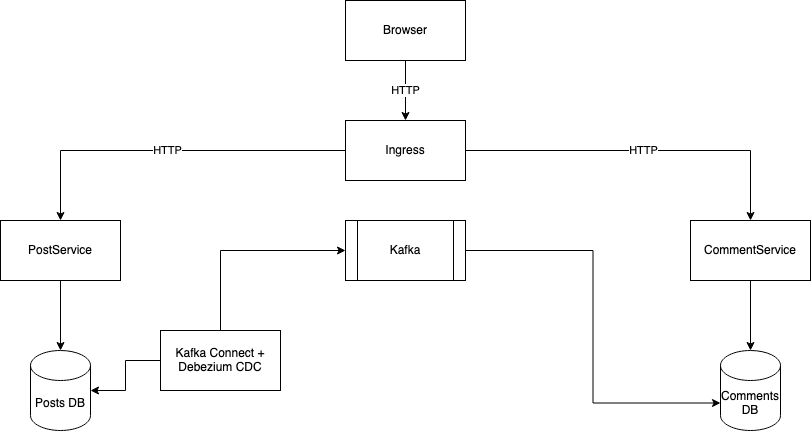 Browser
HTTP
Ingress
HTTP
HTTP
PostService
Kafka
CommentService
Kafka Connect +
Debezium CDC
Posts DB
Comments
DB